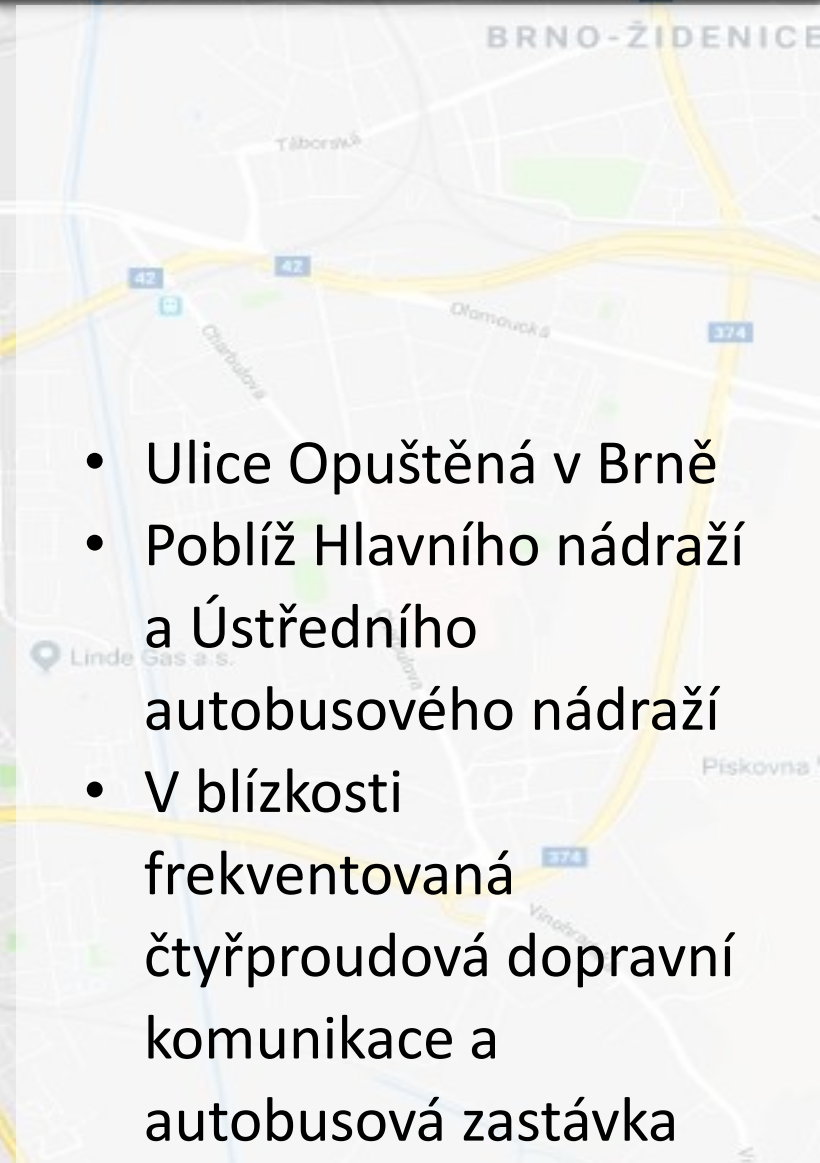 BRNO-ŽIDENICE
Táborská
42
42
Olomoucká
374
Charbulova
• Ulice Opuštěná v Brně
• Poblíž Hlavního nádraží
a Ústředního
Linde Gas a.s.
autobusového nádraží
Pískovna
• V blízkosti
374
frekventovaná
čtyřproudová dopravní
komunikace a
autobusová zastávka